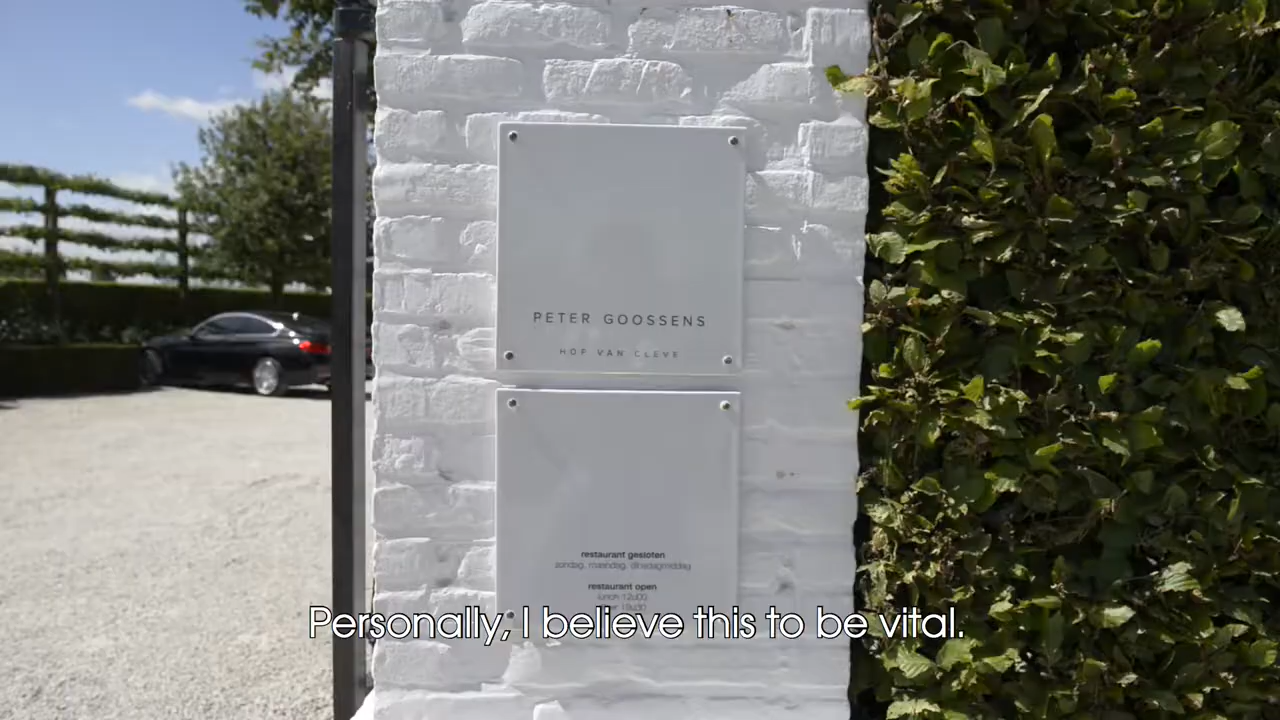 PETER GOOSSENS
HOF VAN CLEVE
restaurant gesloten
zondag, maandag, dinsdagmiddag
restaurant open
lunch 12u00
19u30
Personally, I believe this to be vital.